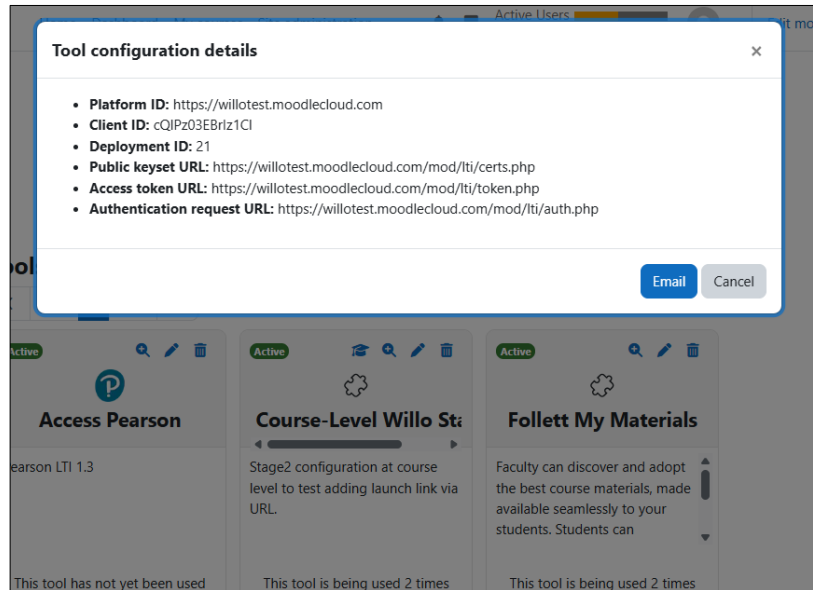 Active Users
Tool configuration details
Platform ID: https://willotest.moodlecloud.com
Client ID: cQIPz03EBrIz1CI
Deployment ID: 21
Public keyset URL: https://willotest.moodlecloud.com/mod/lti/certs.php
Access token URL: https://willotest.moodlecloud.com/mod/lti/token.php
Authentication request URL: https://willotest.moodlecloud.com/mod/lti/auth.php
Email Cancel
Active Active Active
Access Pearson
Course-Level Willo Sta
Follett My Materials
earson LTI 1.3
Stage2 configuration at course
level to test adding launch link via
URL.
Faculty can discover and adopt
the best course materials, made
available seamlessly to your
students. Students can
This tool has not yet been used
This tool is being used 2 times
This tool is being used 2 times